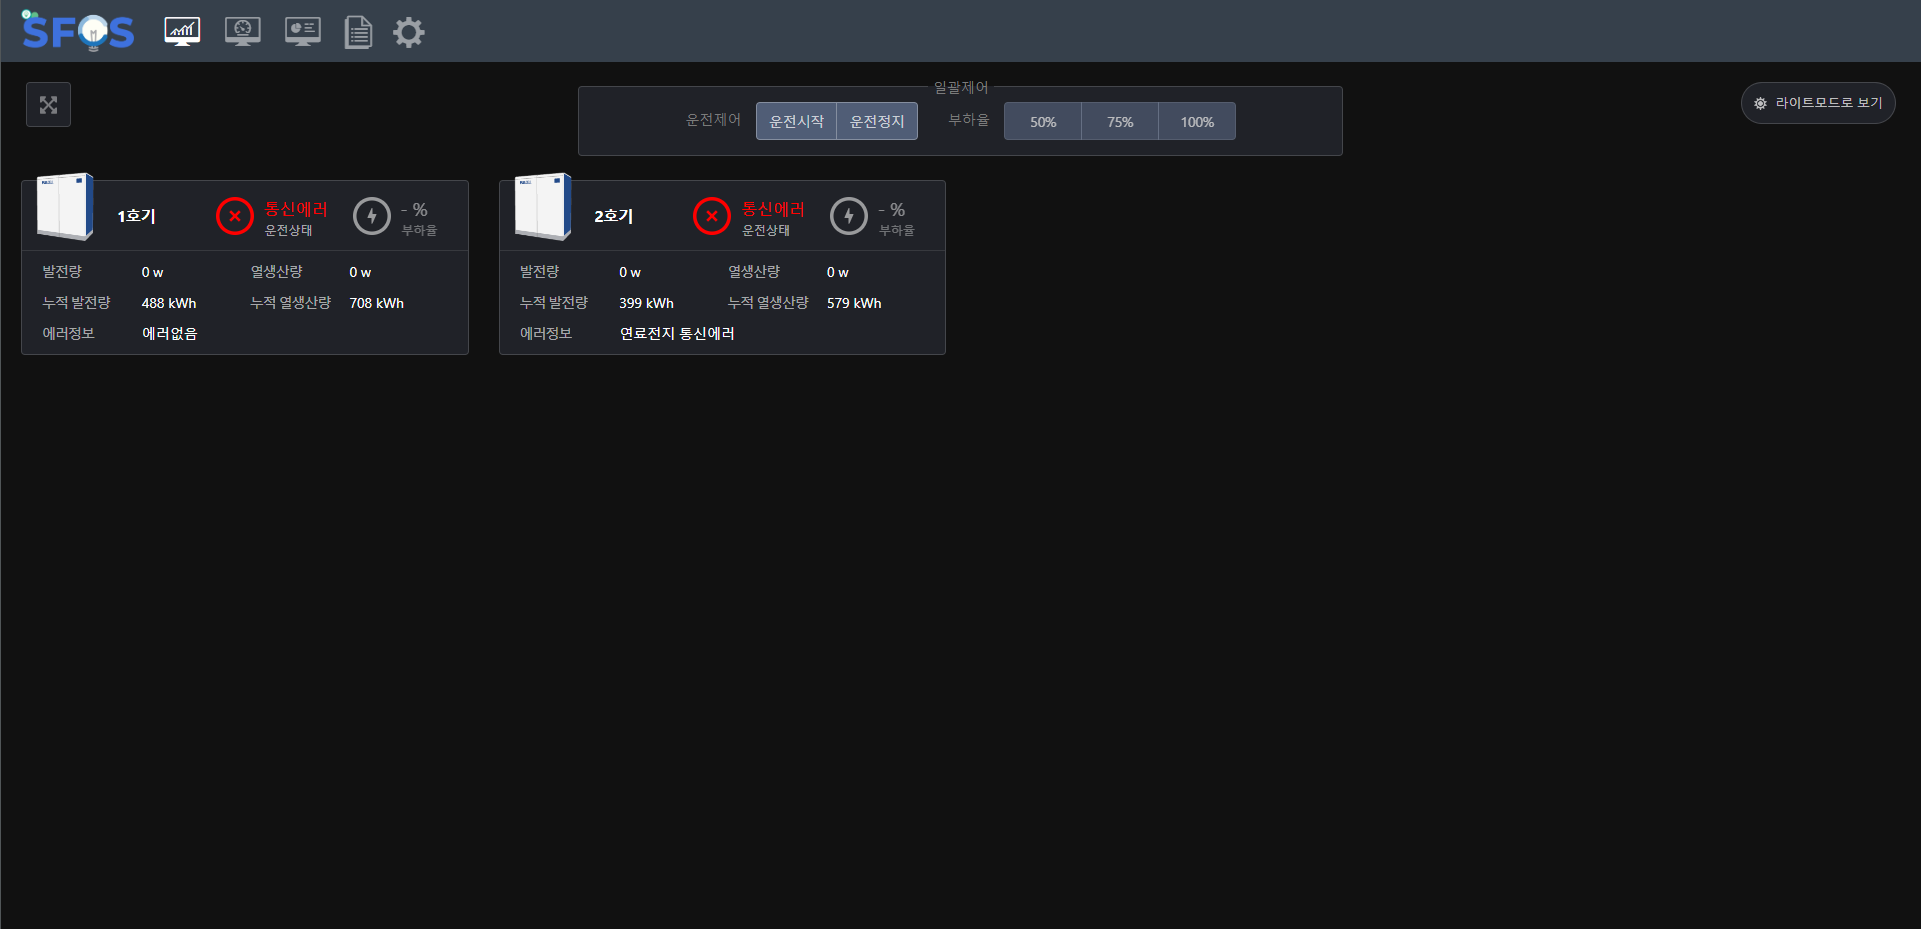 SFOS
일괄제어
운전제어 운전시작 운전정지 부하율 50% 75% 100%
라이트모드로 보기
1호기 통신에러 - %
운전상태 부하율
발전량 0 w 열생산량 0 w
누적 발전량 488 kWh 누적 열생산량 708 kWh
에러정보 에러없음
2호기 통신에러 - %
운전상태 부하율
발전량 0 w 열생산량 0 w
누적 발전량 399 kWh 누적 열생산량 579 kWh
에러정보 연료전지 통신에러